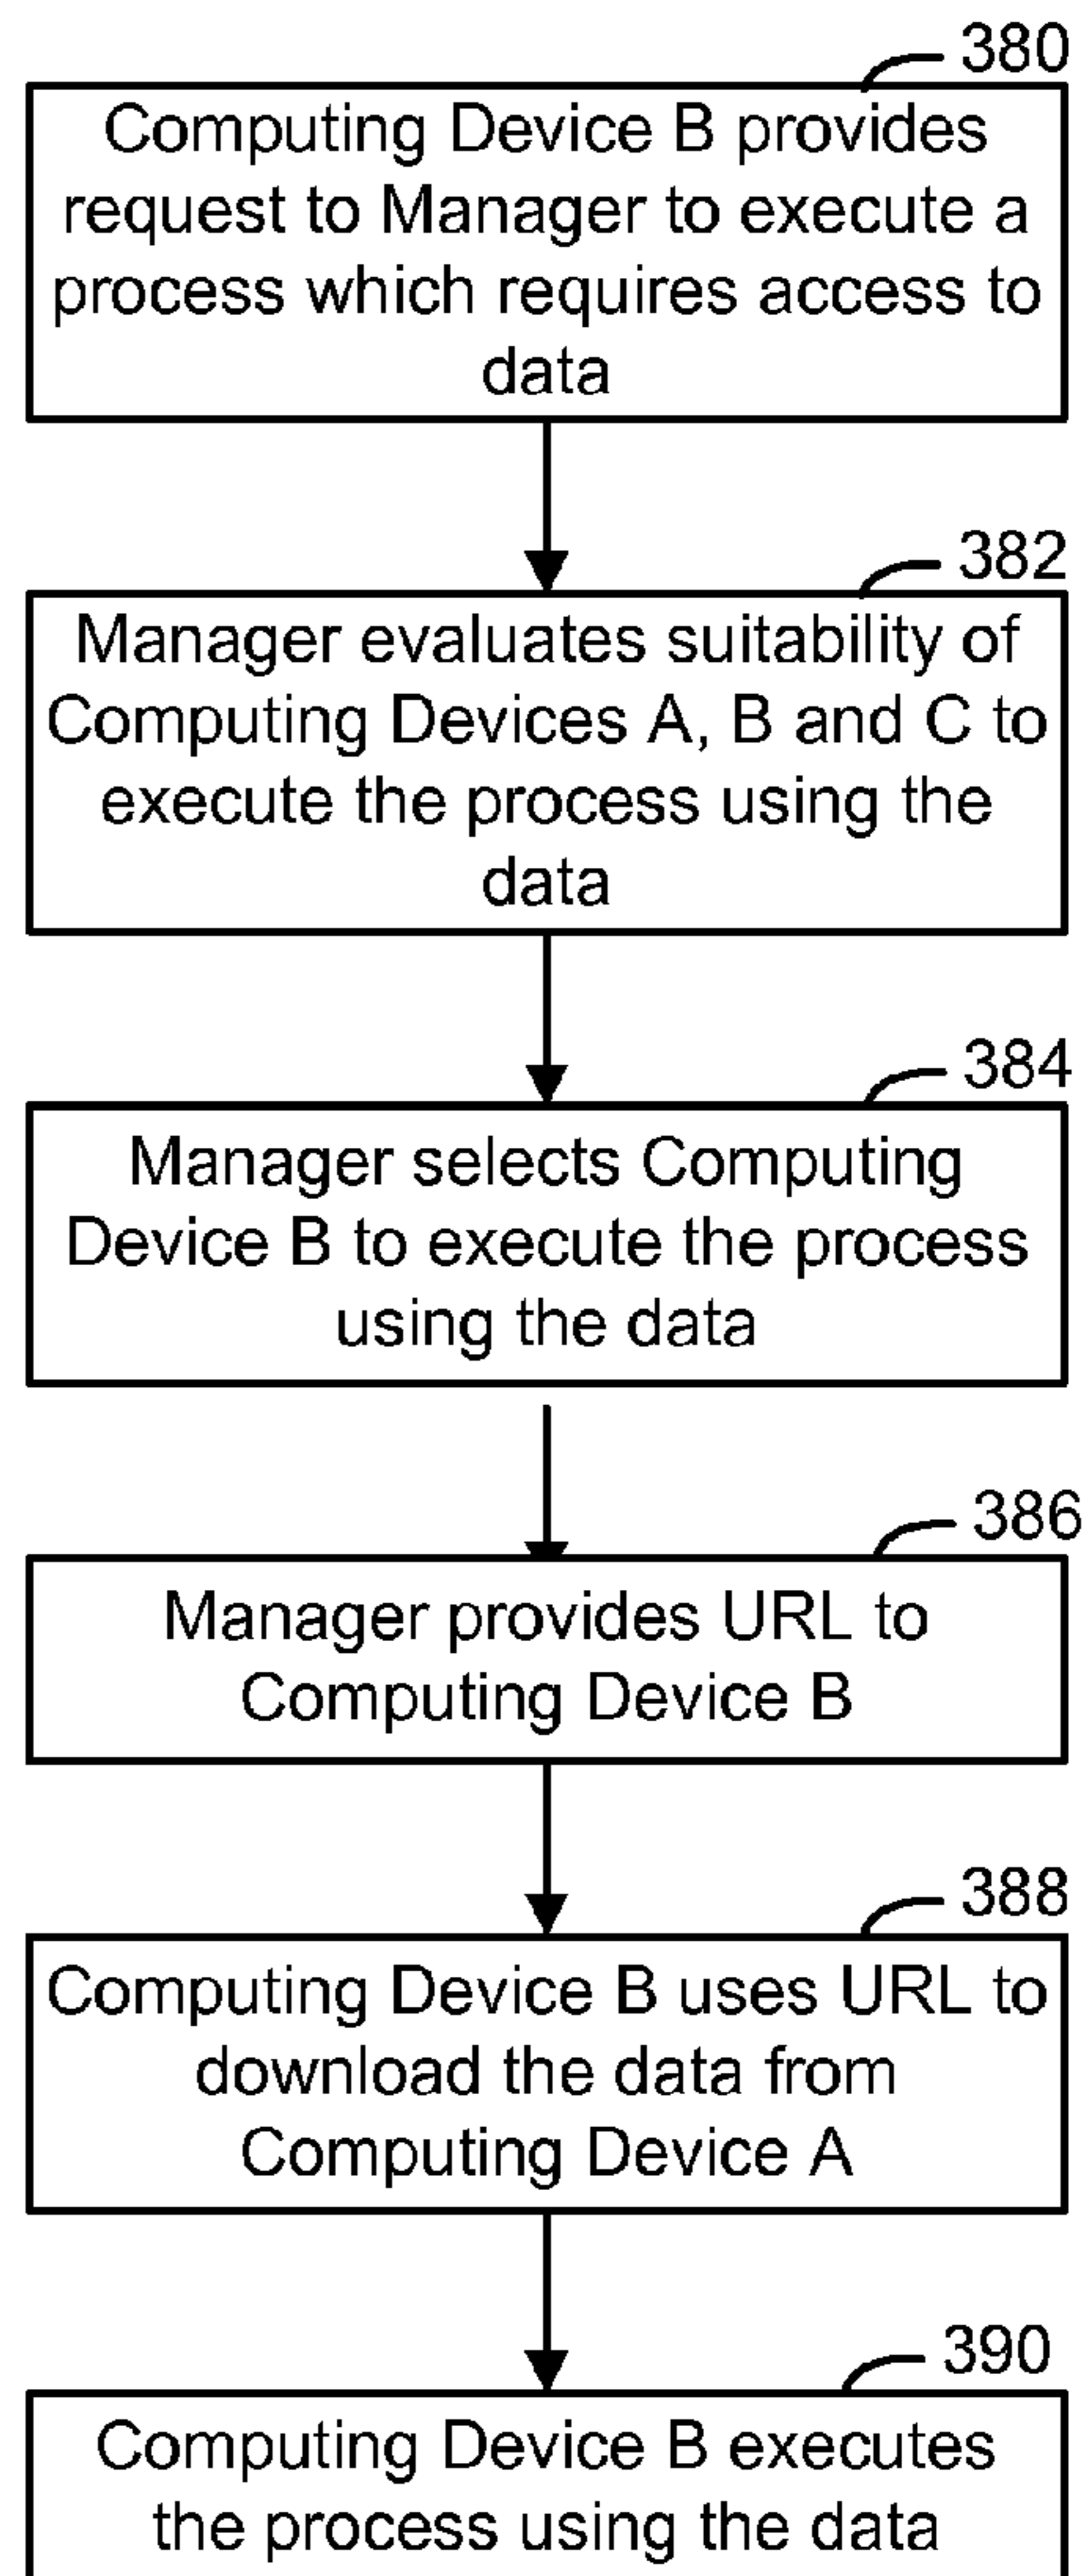 380
Computing Device B provides
request to Manager to execute a
process which requires access to
data
382
Manager evaluates suitability of
Computing Devices A, B and C to
execute the process using the
data
384
Manager selects Computing
Device B to execute the process
using the data
386
Manager provides URL to
Computing Device B
388
Computing Device B uses URL to
download the data from
Computing Device A
390
Computing Device B executes
the process using the data